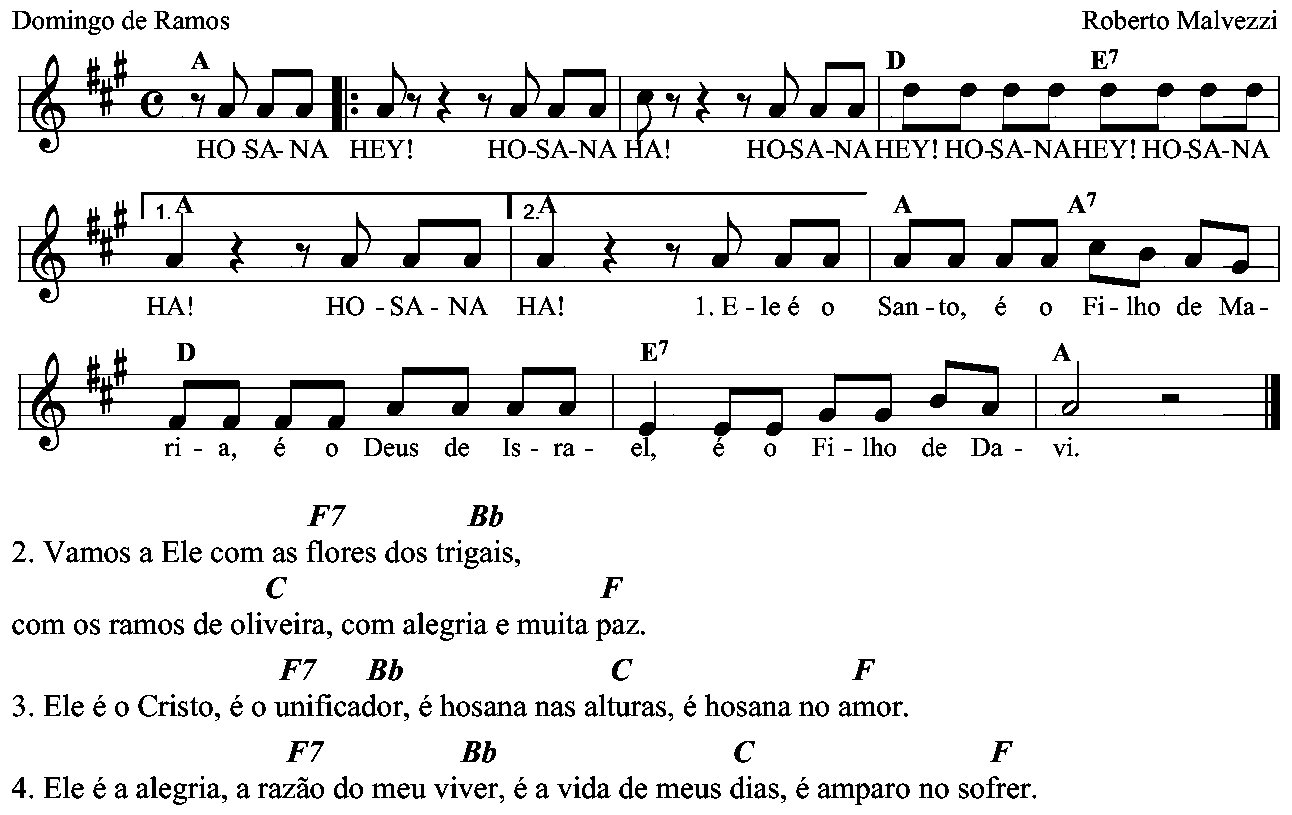 Domingo de Ramos Roberto Malvezzi
A D E7
HO-SA-NA HEY! HO-SA-NA HA! HO-SA-NA HEY! HO-SA-NA HEY! HO-SA-NA
1. A 2. A A A7
HA! HO-SA-NA HA! 1. E-le é o San-to, é o Fi-lho de Ma-
D E7 A
ri-a, é o Deus de Is-ra-el, é o Fi-lho de Da-vi.
F7 Bb
2. Vamos a Ele com as flores dos trigais,
C F
com os ramos de oliveira, com alegria e muita paz.
F7 Bb C F
3. Ele é o Cristo, é o unificador, é hosana nas alturas, é hosana no amor.
F7 Bb C F
4. Ele é a alegria, a razão do meu viver, é a vida de meus dias, é amparo no sofrer.